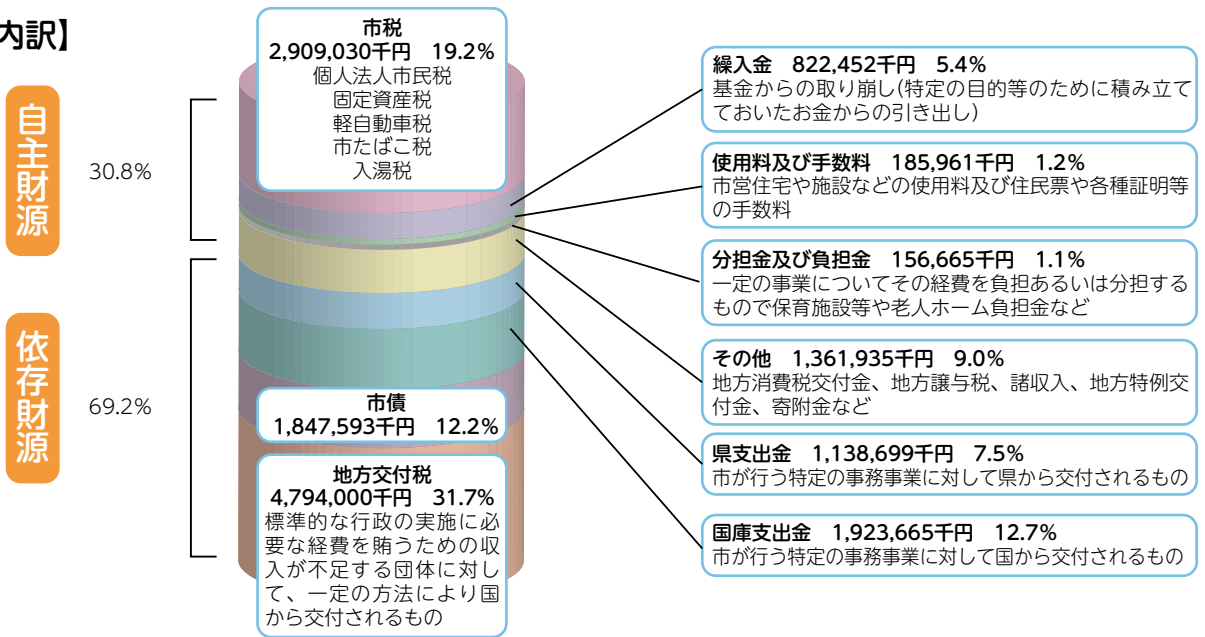 内訳】
自主財源
30.8%
依存財源
69.2%
市税
2,909,030千円 19.2%
個人法人市民税
固定資産税
軽自動車税
市たばこ税
入湯税
市債
1,847,593千円 12.2%
地方交付税
4,794,000千円 31.7%
標準的な行政の実施に必
要な経費を賄うための収
入が不足する団体に対し
て、一定の方法により国
から交付されるもの
繰入金 822,452千円 5.4%
基金からの取り崩し(特定の目的等のために積み立て
ておいたお金からの引き出し)
使用料及び手数料 185,961千円 1.2%
市営住宅や施設などの使用料及び住民票や各種証明等
の手数料
分担金及び負担金 156,665千円 1.1%
一定の事業についてその経費を負担あるいは分担する
もので保育施設等や老人ホーム負担金など
その他 1,361,935千円 9.0%
地方消費税交付金、地方譲与税、諸収入、地方特例交
付金、寄附金など
県支出金 1,138,699千円 7.5%
市が行う特定の事務事業に対して県から交付されるもの
国庫支出金 1,923,665千円 12.7%
市が行う特定の事務事業に対して国から交付されるもの